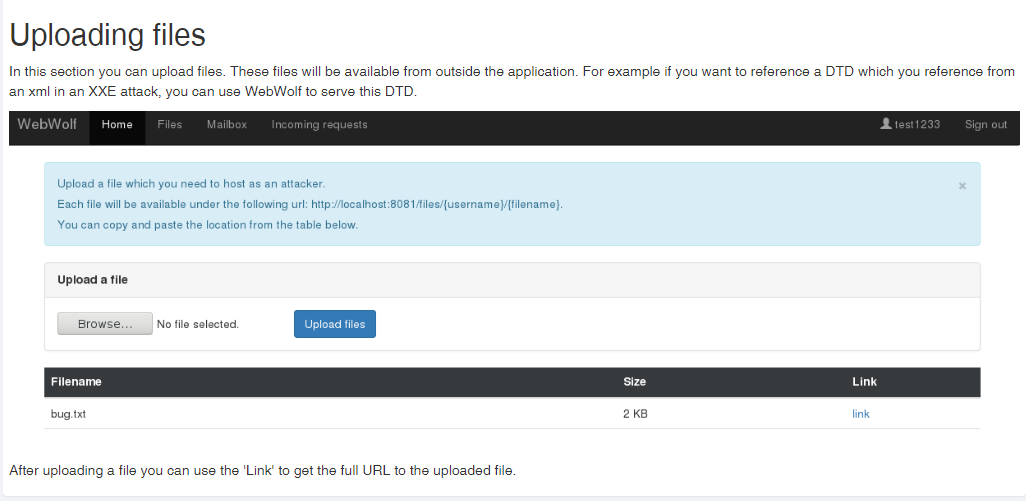 Uploading files
In this section you can upload files. These files will be available from outside the application. For example if you want to reference a DTD which you reference from
an xml in an XXE attack, you can use WebWolf to serve this DTD.
WebWolf Home Files Mailbox Incoming requests test1233 Sign out
Upload a file which you need to host as an attacker. ×
Each file will be available under the following url: http://localhost:8081/files/{username}/{filename}.
You can copy and paste the location from the table below.
Upload a file
Browse... No file selected. Upload files
Filename Size Link
bug.txt 2 KB link
After uploading a file you can use the 'Link' to get the full URL to the uploaded file.